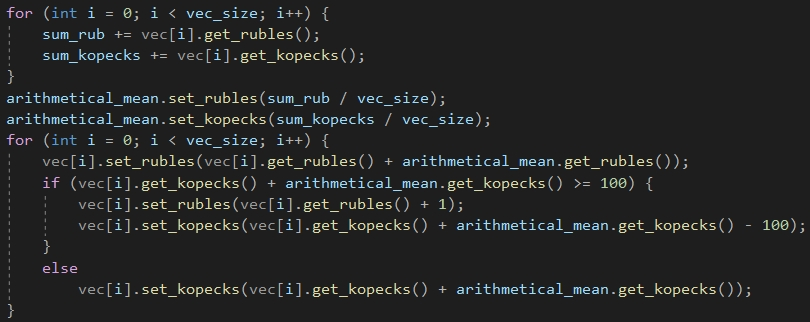 for (int i = 0; i < vec_size; i++) {
    sum_rub += vec[i].get_rubles();
    sum_kopecks += vec[i].get_kopecks();
}
arithmetical_mean.set_rubles(sum_rub / vec_size);
arithmetical_mean.set_kopecks(sum_kopecks / vec_size);
for (int i = 0; i < vec_size; i++) {
    vec[i].set_rubles(vec[i].get_rubles() + arithmetical_mean.get_rubles());
    if (vec[i].get_kopecks() + arithmetical_mean.get_kopecks() >= 100) {
        vec[i].set_rubles(vec[i].get_rubles() + 1);
        vec[i].set_kopecks(vec[i].get_kopecks() + arithmetical_mean.get_kopecks() - 100);
    }
    else
        vec[i].set_kopecks(vec[i].get_kopecks() + arithmetical_mean.get_kopecks());
}